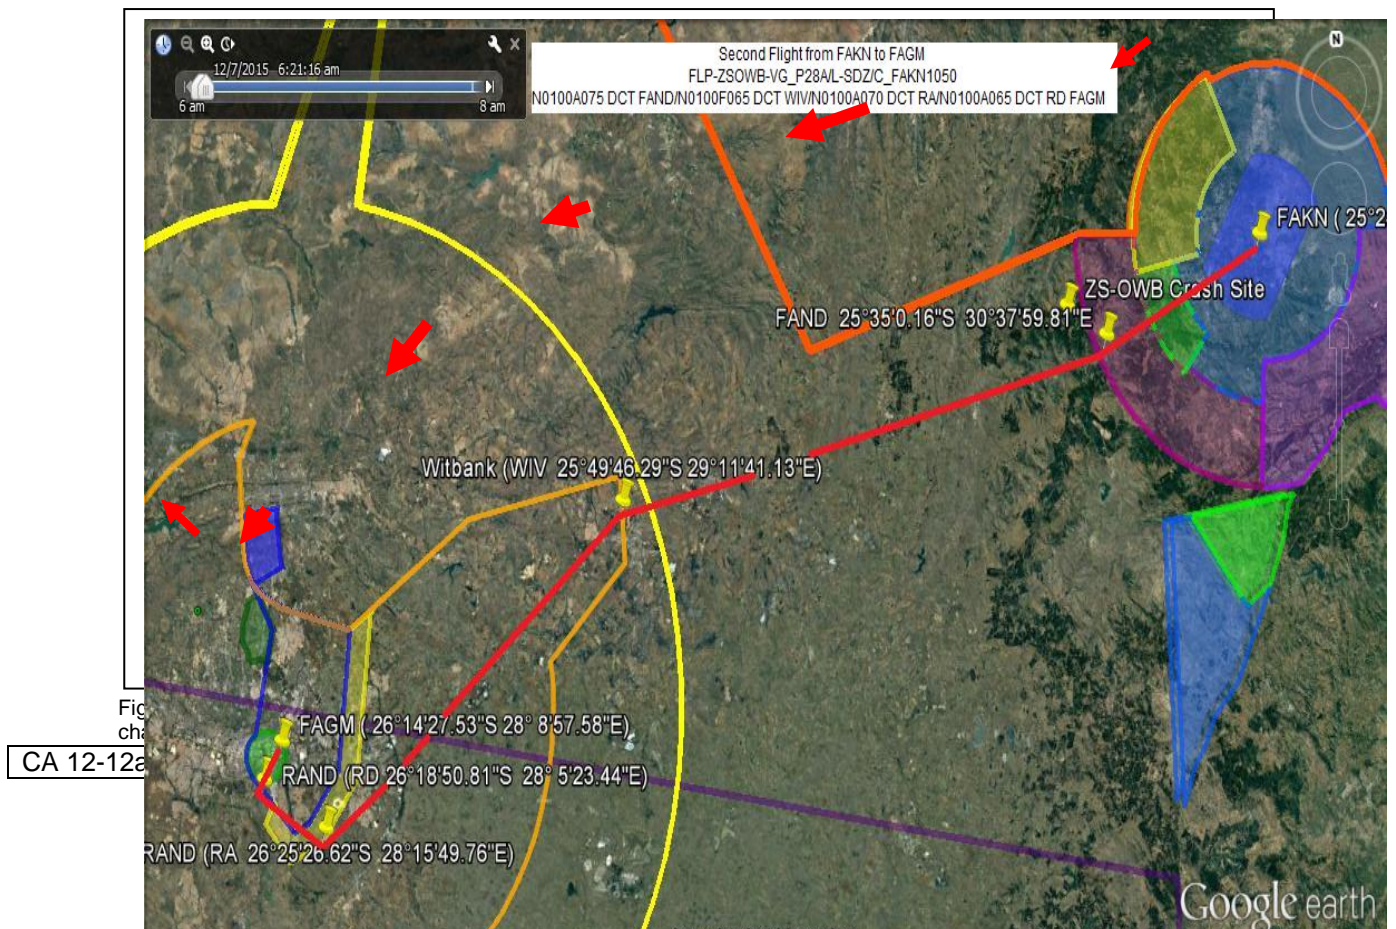 12/7/2015 6:21:16 am
6 am
8 am
Second Flight from FAKN to FAGM
FLP-ZSOWB-VG_P28A/L-SDZ/C_FAKN1050
N0100A075 DCT FAND/N0100F065 DCT WIV/N0100A070 DCT RA/N0100A065 DCT RD FAGM
N
FAKN ( 25°2
ZS-OWB Crash Site
FAND 25°35'0.16"S 30°37'59.81"E
Witbank (WIV 25°49'46.29"S 29°11'41.13"E)
Fig
cha
FAGM ( 26°14'27.53"S 28° 8'57.58"E)
CA 12-12a
RAND (RD 26°18'50.81"S 28° 5'23.44"E)
RAND (RA 26°25'26.62"S 28°15'49.76"E)
Google earth